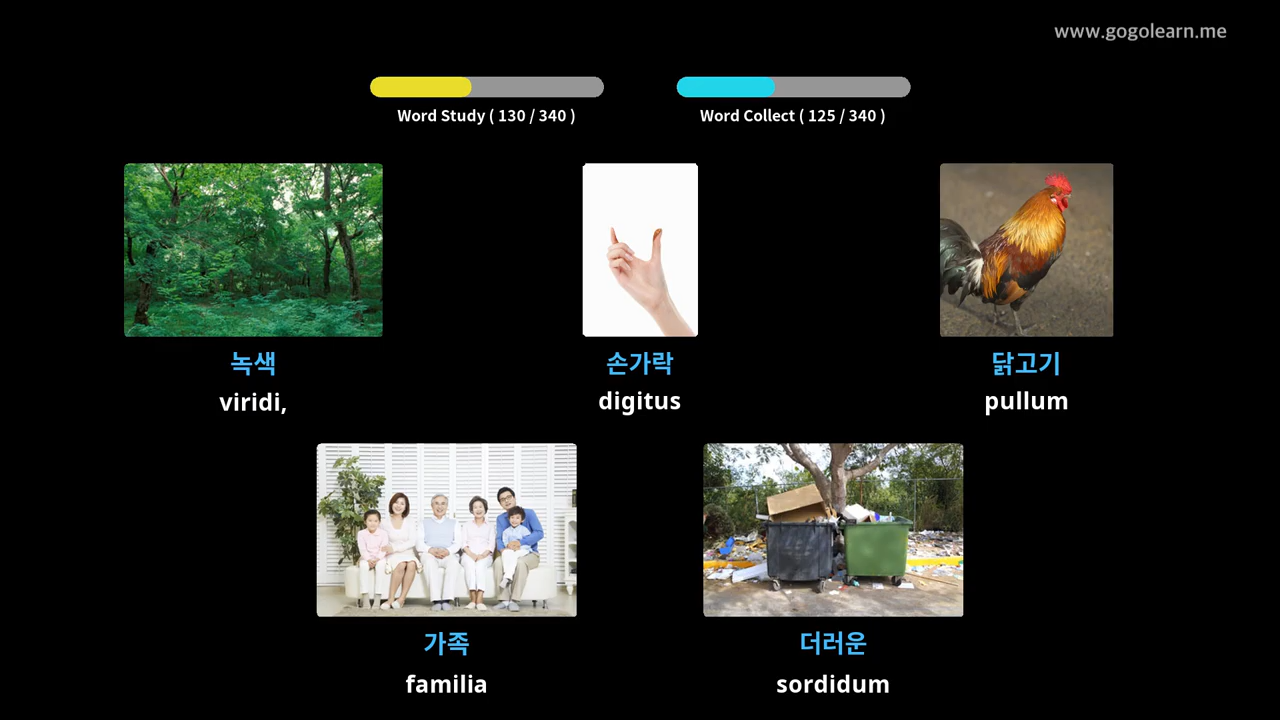 www.gogolearn.me
Word Study ( 130 / 340 )
Word Collect ( 125 / 340 )
녹색
viridi,
손가락
digitus
닭고기
pullum
가족
familia
더러운
sordidum